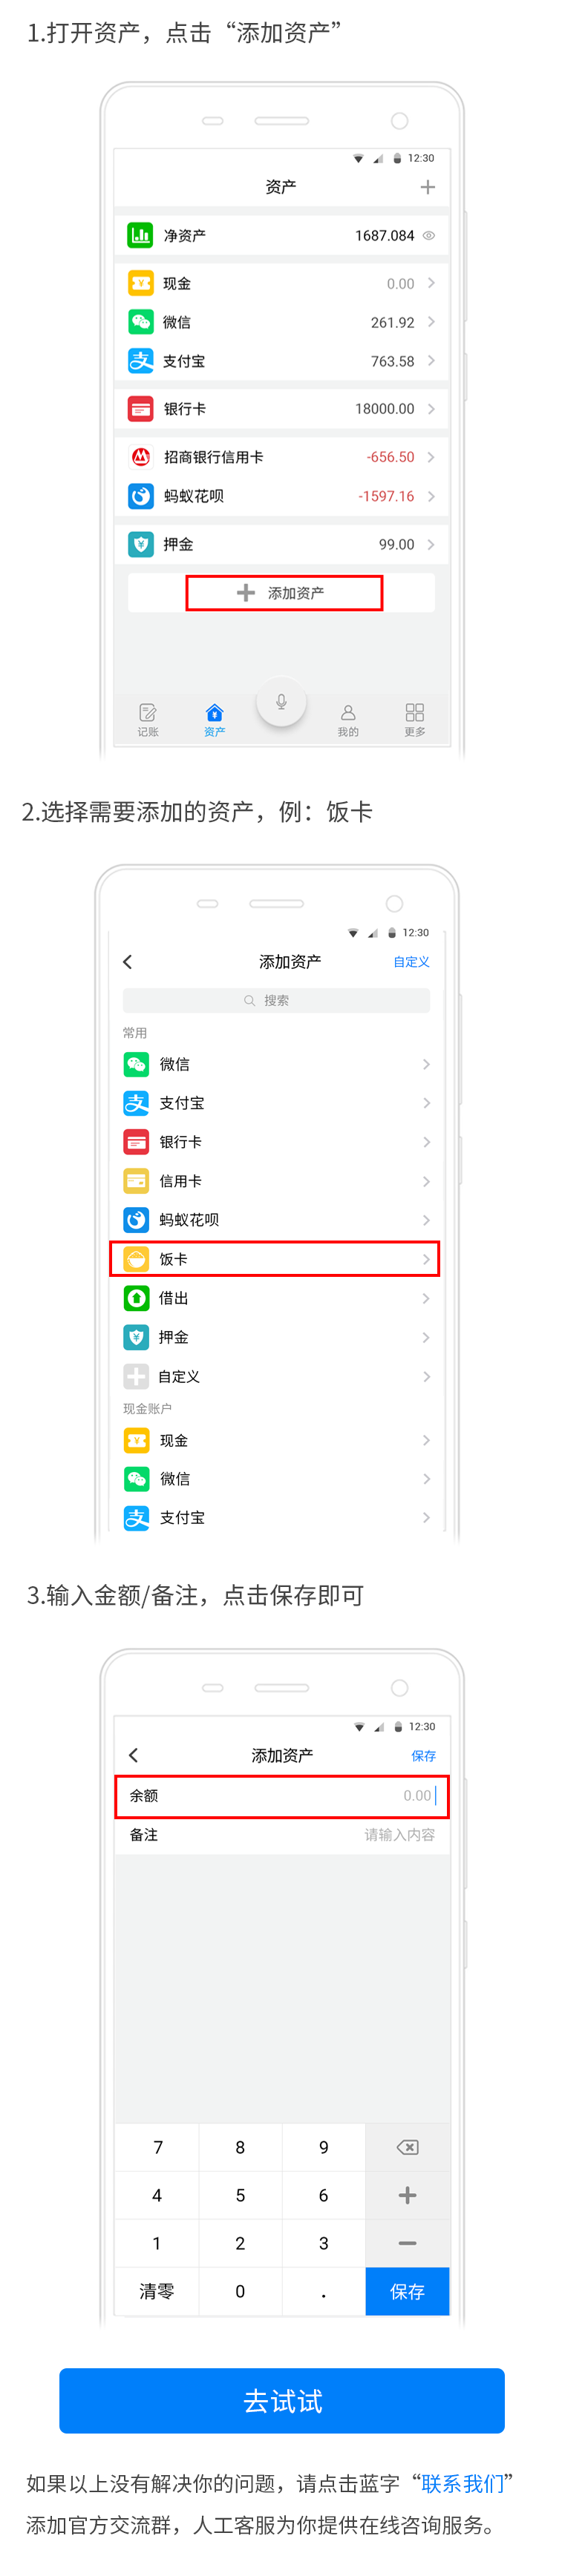 1.打开资产，点击“添加资产”
12:30
资产
净资产 1687.084
现金 0.00
微信 261.92
支付宝 763.58
银行卡 18000.00
招商银行信用卡 -656.50
蚂蚁花呗 -1597.16
押金 99.00
添加资产
记账 资产 我的 更多
2.选择需要添加的资产，例：饭卡
12:30
添加资产 自定义
搜索
常用
微信
支付宝
银行卡
信用卡
蚂蚁花呗
饭卡
借出
押金
自定义
现金账户
现金
微信
支付宝
3.输入金额/备注，点击保存即可
12:30
添加资产 保存
余额 0.00
备注 请输入内容
7 8 9
4 5 6 +
1 2 3 −
清零 0 . 保存
去试试
如果以上没有解决你的问题，请点击蓝字“联系我们”
添加官方交流群，人工客服为你提供在线咨询服务。